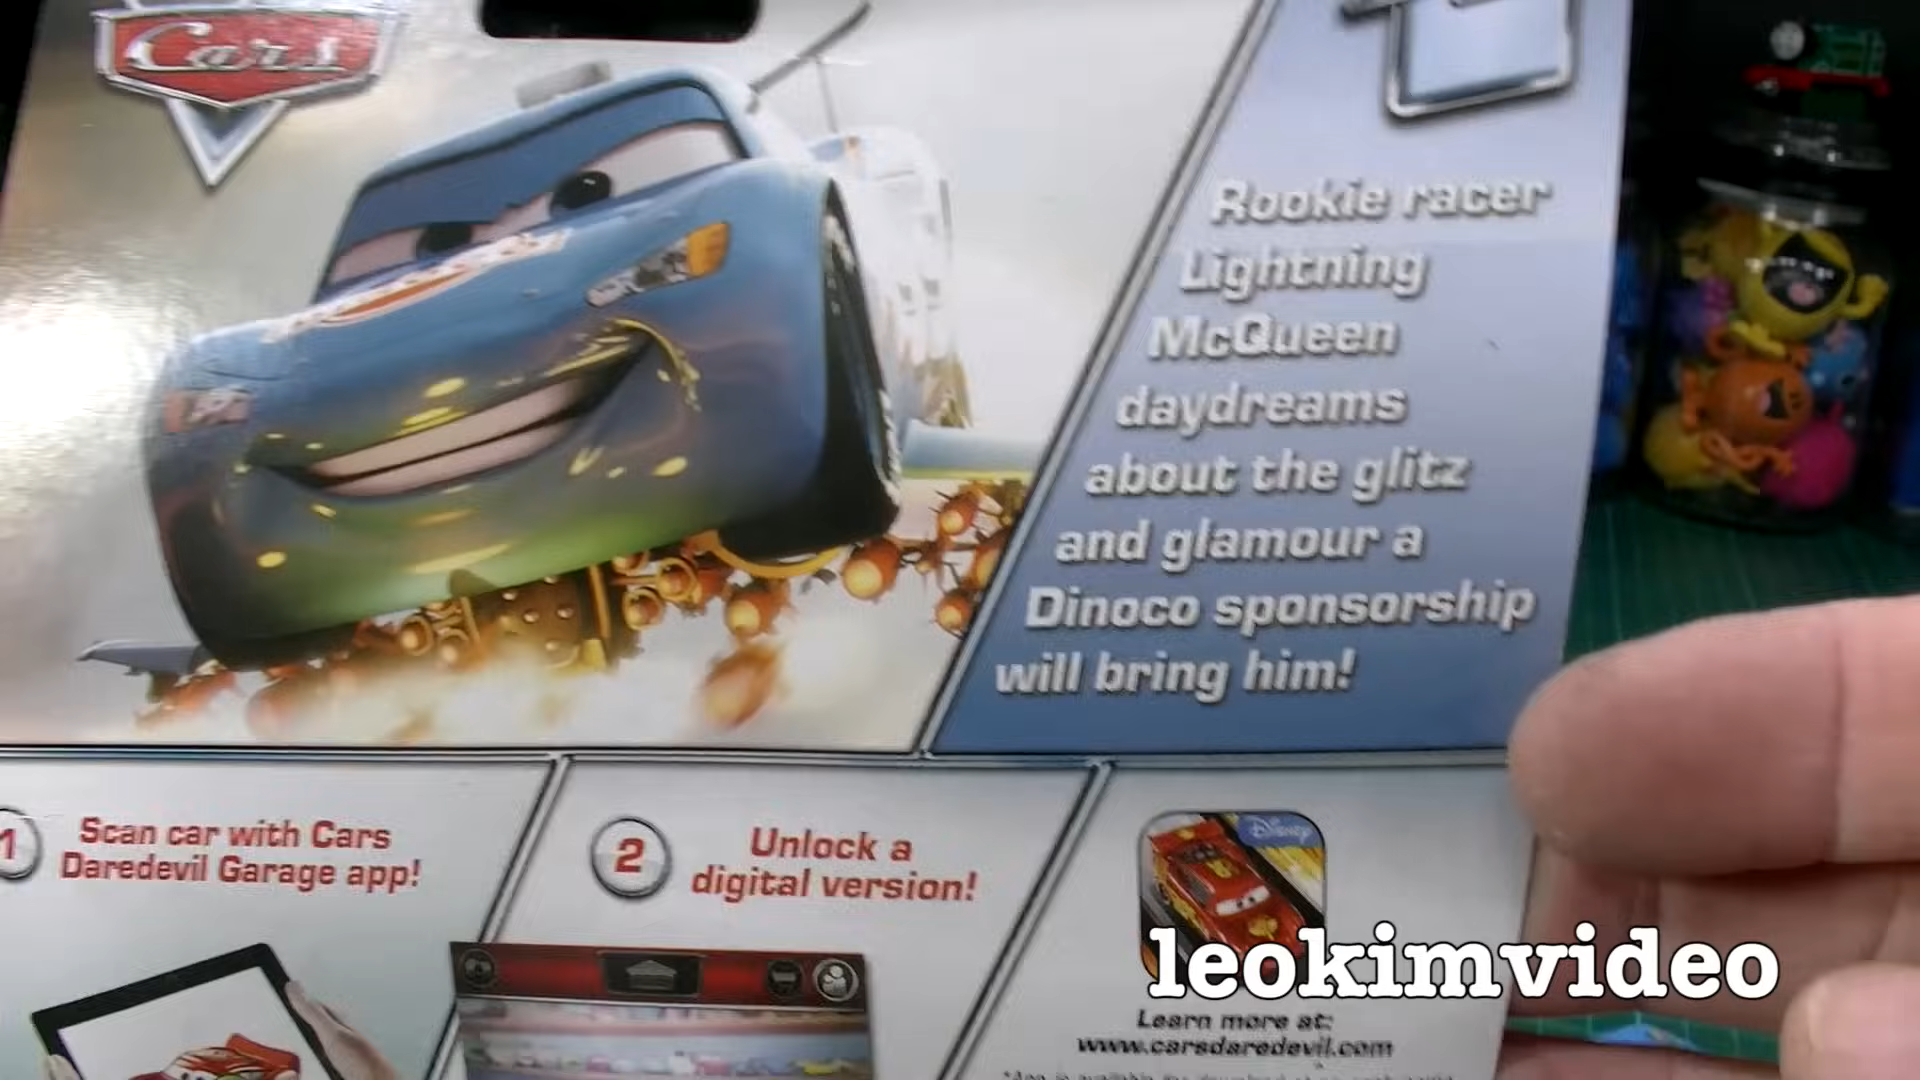 Cars
Rookie racer
Lightning
McQueen
daydreams
about the glitz
and glamour a
Dinoco sponsorship
will bring him!
1
Scan car with Cars
Daredevil Garage app!
2
Unlock a
digital version!
Disney
leokimvideo
Learn more at:
www.carsdaredevil.com